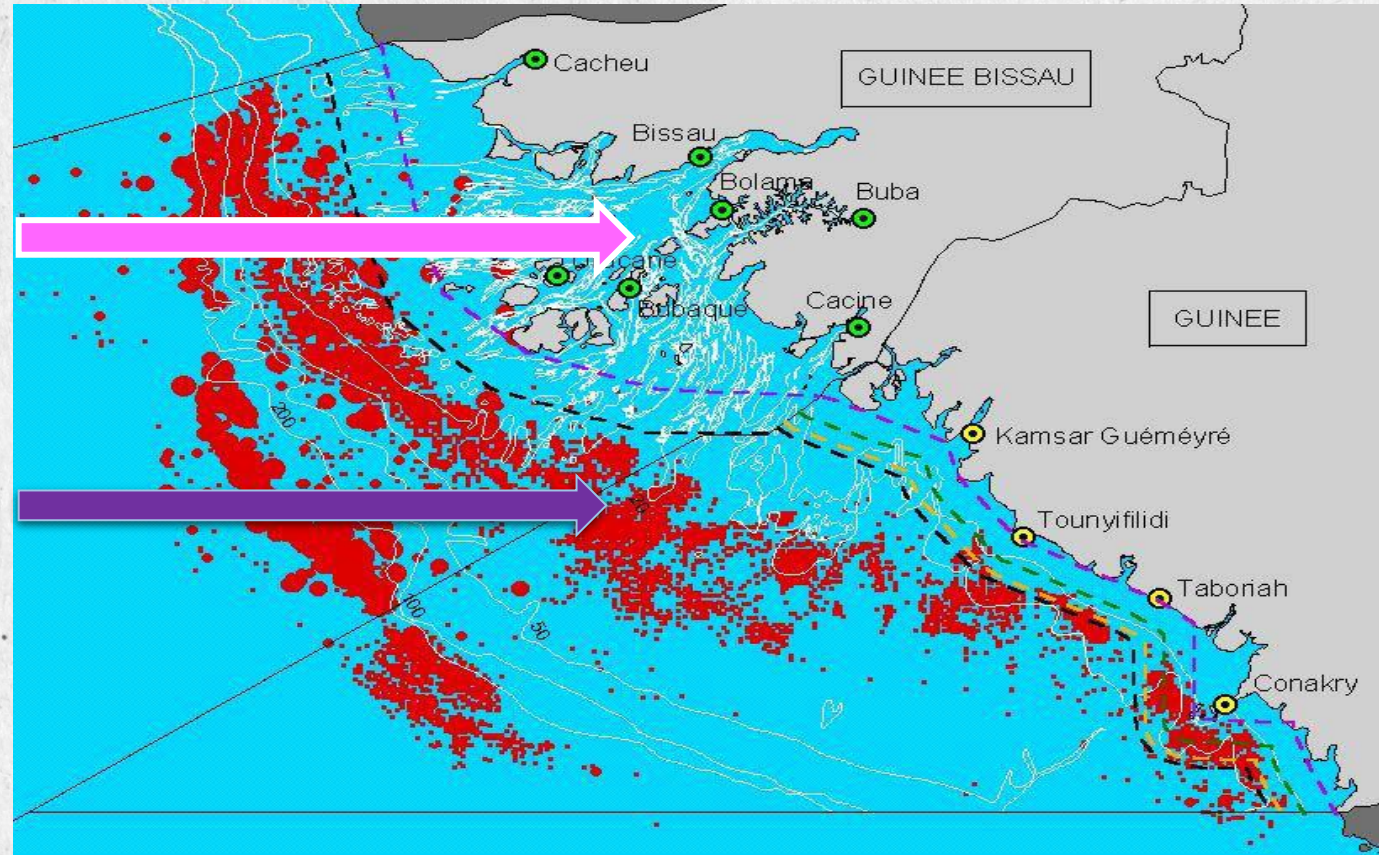 Cacheu
GUINEE BISSAU
Bissau
Bolama
Buba
Bubaque
Cacine
GUINEE
200
Kamsar Guéméyré
Tounyifilidi
100
50
Taboriah
Conakry